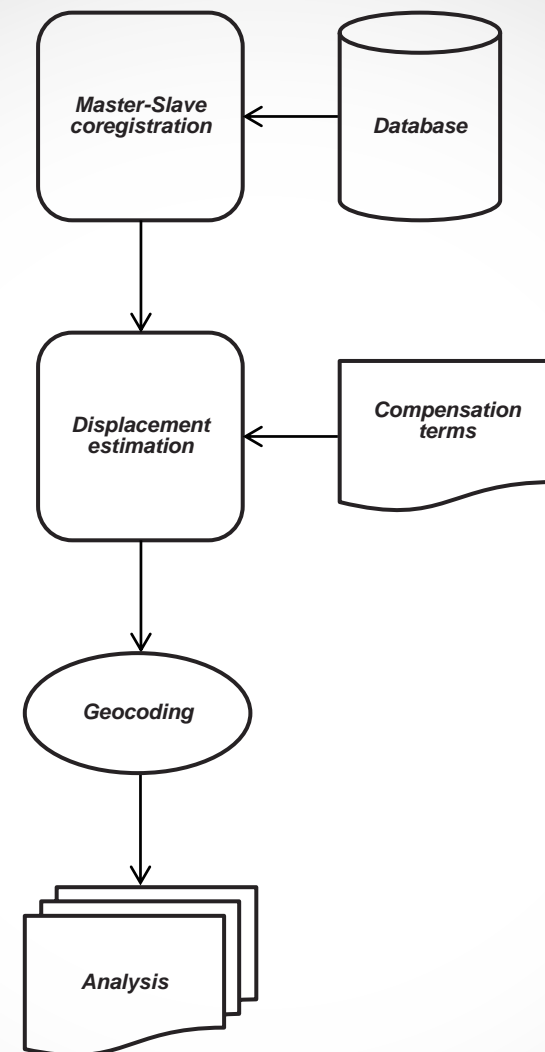 Master-Slave
coregistration
Database
Displacement
estimation
Compensation
terms
Geocoding
Analysis